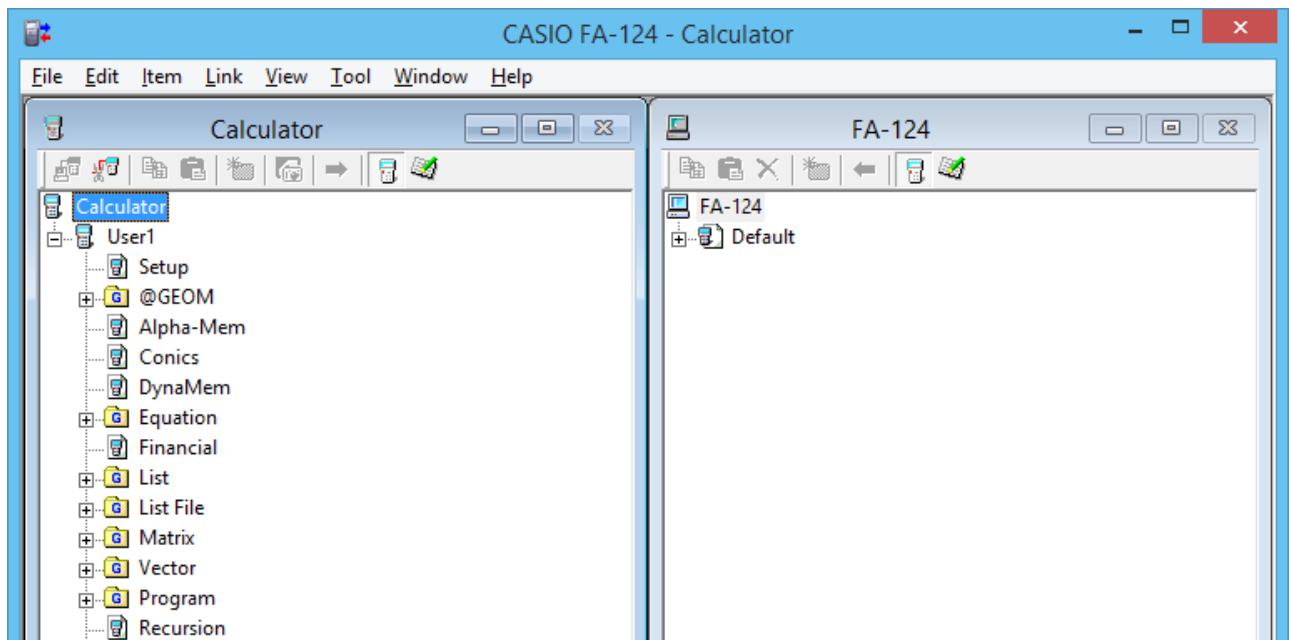 CASIO FA-124 - Calculator
File Edit Item Link View Tool Window Help
Calculator
Calculator
User1
Setup
G @GEOM
Alpha-Mem
Conics
DynaMem
G Equation
Financial
G List
G List File
G Matrix
G Vector
G Program
Recursion
FA-124
FA-124
Default